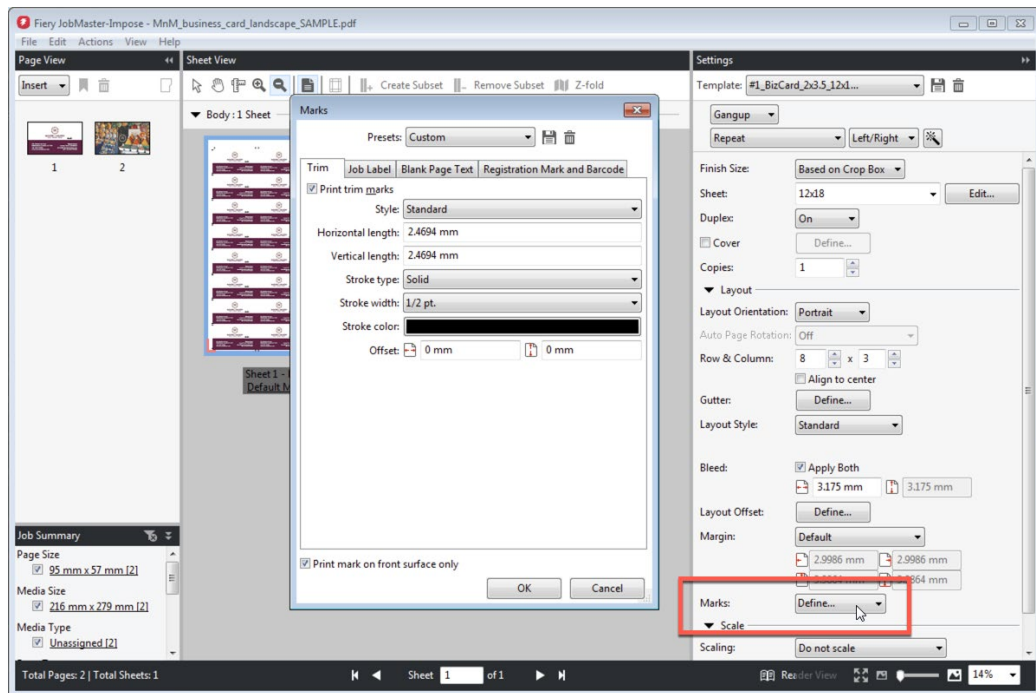 Fiery JobMaster-Impose - MnM_business_card_landscape_SAMPLE.pdf
File Edit Actions View Help
Page View
Insert
1 2
Job Summary
Page Size
95 mm x 57 mm [2]
Media Size
216 mm x 279 mm [2]
Media Type
Unassigned [2]
Sheet View
Create Subset Remove Subset Z-fold
Body : 1 Sheet
Sheet 1 -
Default
Marks
Presets: Custom
Trim Job Label Blank Page Text Registration Mark and Barcode
Print trim marks
Style: Standard
Horizontal length: 2.4694 mm
Vertical length: 2.4694 mm
Stroke type: Solid
Stroke width: 1/2 pt.
Stroke color:
Offset: 0 mm 0 mm
Print mark on front surface only
OK Cancel
Settings
Template: #1_BizCard_2x3.5_12x1...
Gangup
Repeat Left/Right
Finish Size: Based on Crop Box
Sheet: 12x18 Edit...
Duplex: On
Cover Define...
Copies: 1
Layout
Layout Orientation: Portrait
Auto Page Rotation: Off
Row & Column: 8 x 3
Align to center
Gutter: Define...
Layout Style: Standard
Bleed: Apply Both
3.175 mm 3.175 mm
Layout Offset: Define...
Margin: Default
2.9986 mm 2.9986 mm
Marks: Define...
Scale
Scaling: Do not scale
Total Pages: 2 | Total Sheets: 1 Sheet 1 of 1 Reader View 14%